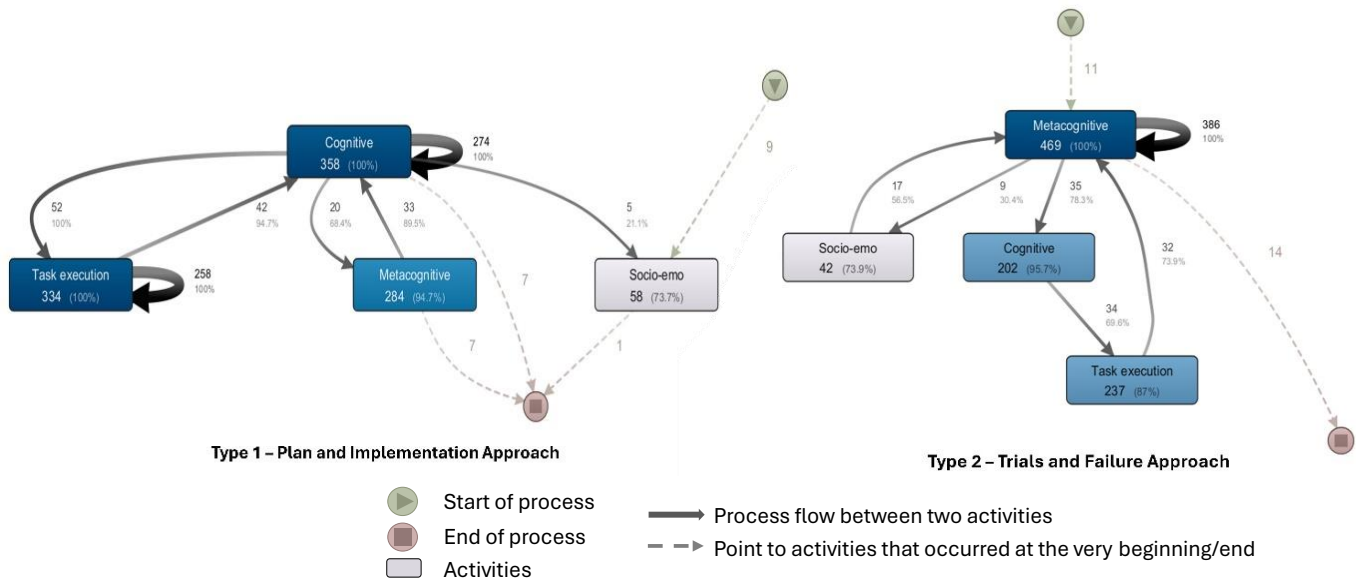 Cognitive
358 (100%)
274
100%
9
52
100%
42
94.7%
20
68.4%
33
89.5%
5
21.1%
Task execution
334 (100%)
258
100%
Metacognitive
284 (94.7%)
Socio-emo
58 (73.7%)
7
7
1
Type 1 – Plan and Implementation Approach
11
Metacognitive
469 (100%)
386
100%
17
56.5%
9
30.4%
35
78.3%
Socio-emo
42 (73.9%)
Cognitive
202 (95.7%)
32
73.9%
14
34
69.6%
Task execution
237 (87%)
Type 2 – Trials and Failure Approach
Start of process
End of process
Activities
Process flow between two activities
Point to activities that occurred at the very beginning/end